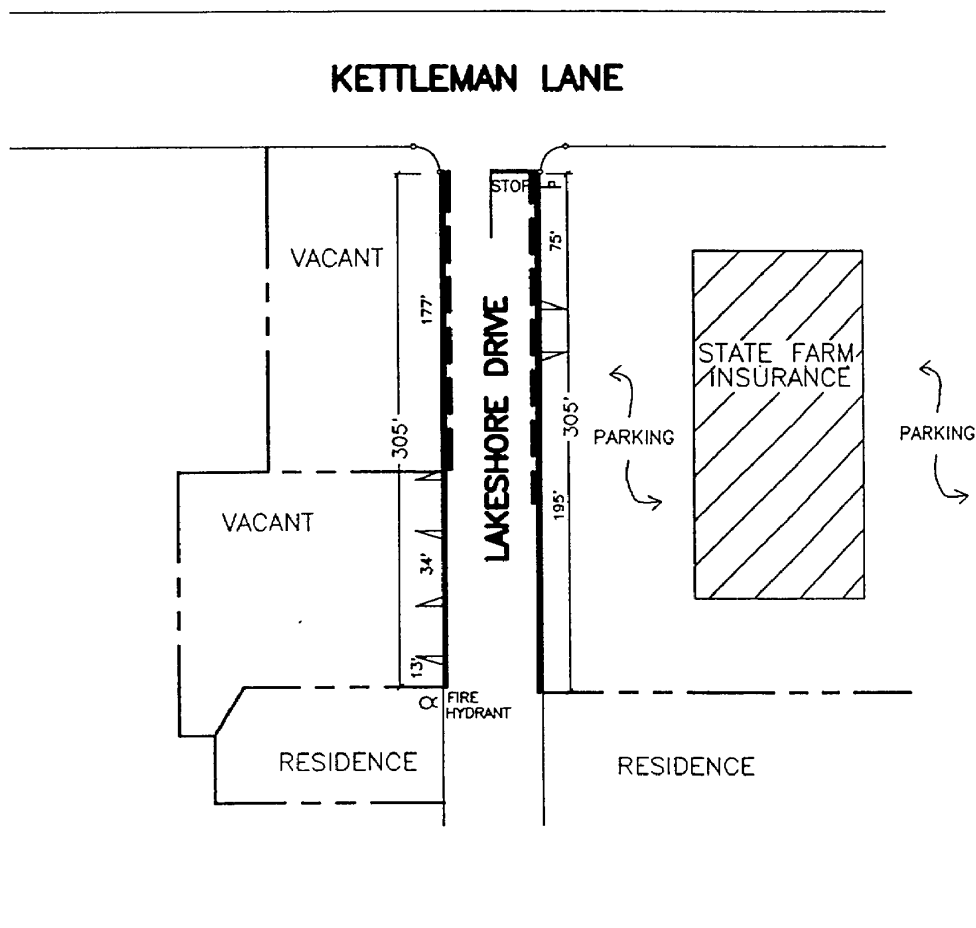 KETTLEMAN LANE
STOP
75'
VACANT
177'
LAKESHORE DRIVE
STATE FARM
INSURANCE
305'
305'
PARKING
PARKING
195'
VACANT
34'
13'
FIRE
HYDRANT
RESIDENCE
RESIDENCE